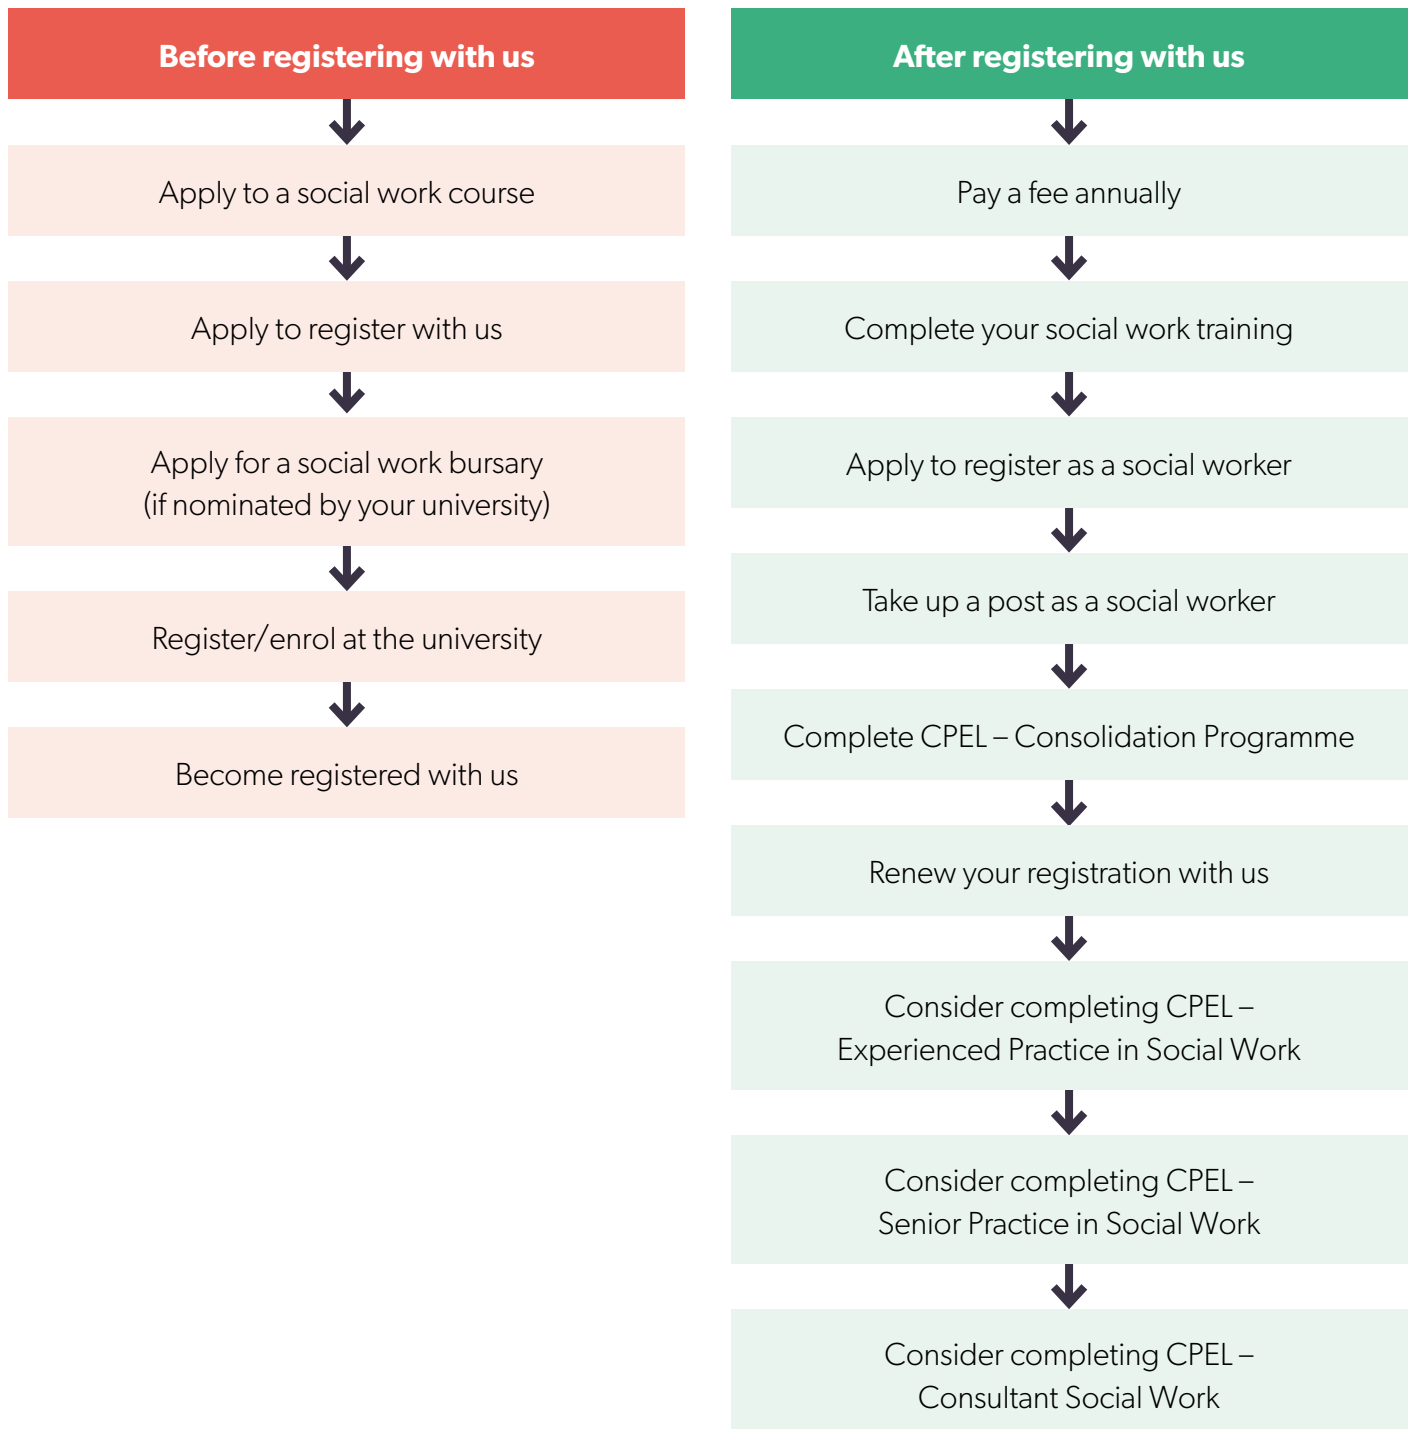 Before registering with us
Apply to a social work course
Apply to register with us
Apply for a social work bursary
(if nominated by your university)
Register/enrol at the university
Become registered with us
After registering with us
Pay a fee annually
Complete your social work training
Apply to register as a social worker
Take up a post as a social worker
Complete CPEL – Consolidation Programme
Renew your registration with us
Consider completing CPEL –
Experienced Practice in Social Work
Consider completing CPEL –
Senior Practice in Social Work
Consider completing CPEL –
Consultant Social Work